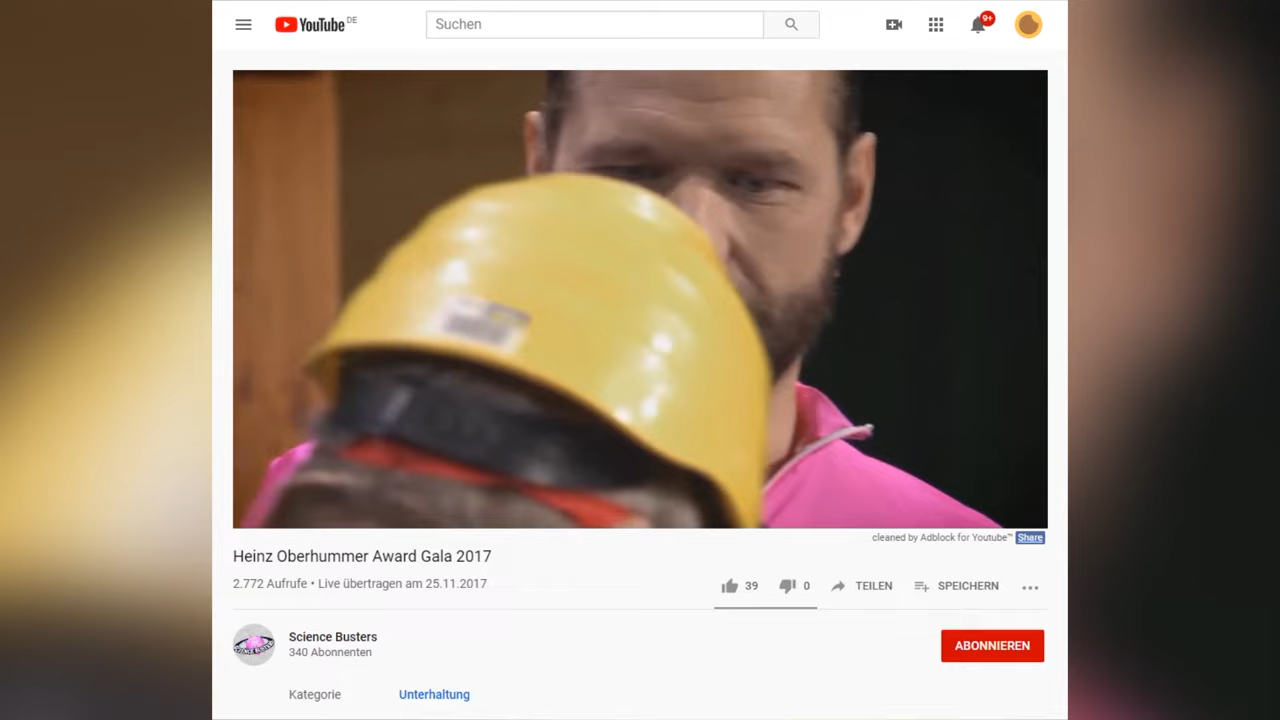 YouTube DE
Suchen
9+
cleaned by Adblock for Youtube™ Share
Heinz Oberhummer Award Gala 2017
2.772 Aufrufe • Live übertragen am 25.11.2017
39 0 TEILEN SPEICHERN
Science Busters
340 Abonnenten
ABONNIEREN
Kategorie Unterhaltung